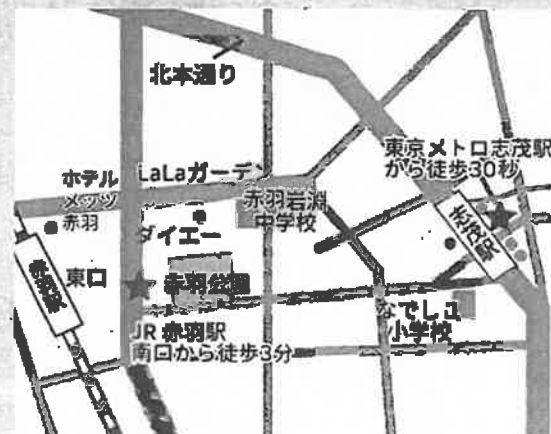 北本通り
東京メトロ志茂駅
から徒歩30秒
LaLaガーデン
ホテル
メッツ
赤羽
赤羽岩淵
中学校
ダイエー
志茂駅
赤羽駅
東口
赤羽公園
JR 赤羽駅
南口から徒歩3分
なでしこ
小学校